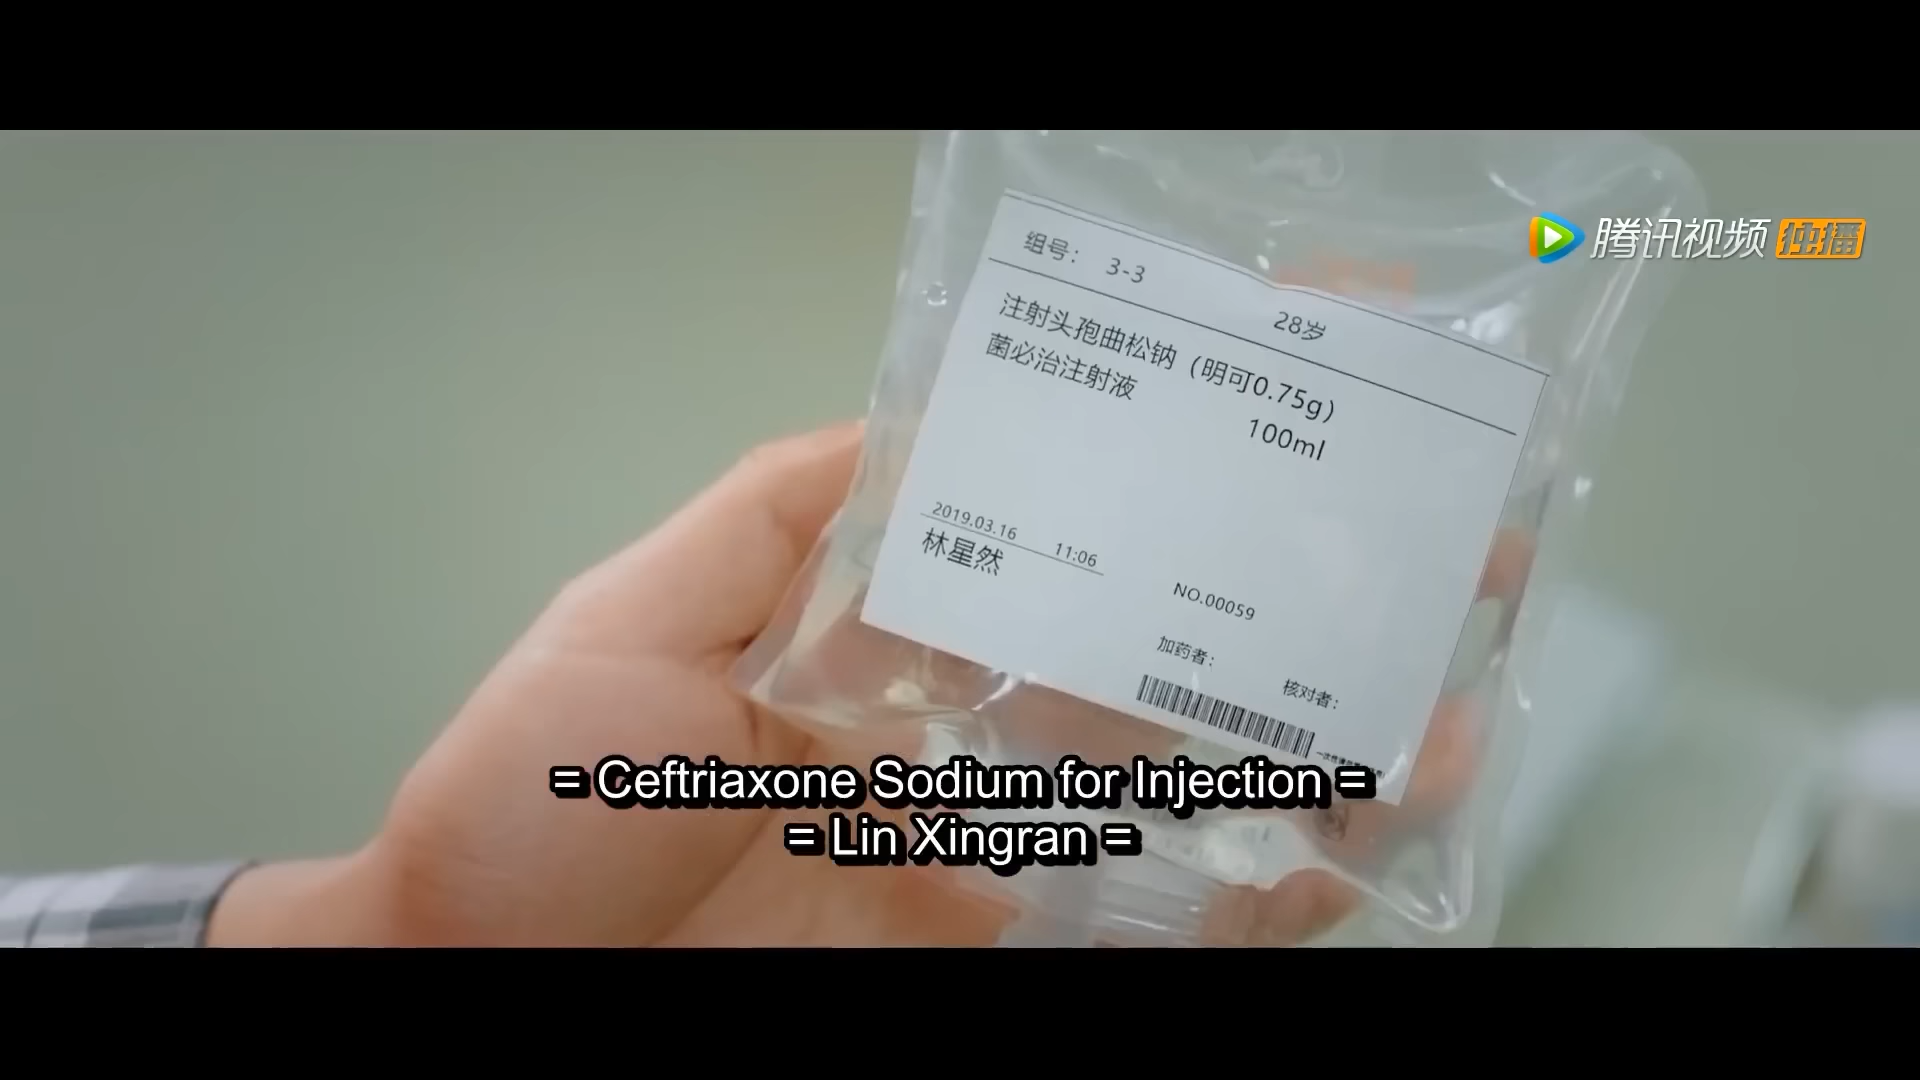 腾讯视频 独播
组号： 3-3
28岁
注射头孢曲松钠（明可0.75g）
菌必治注射液
100ml
2019.03.16 11:06
林星然
NO.00059
加药者：
核对者：
= Ceftriaxone Sodium for Injection =
= Lin Xingran =